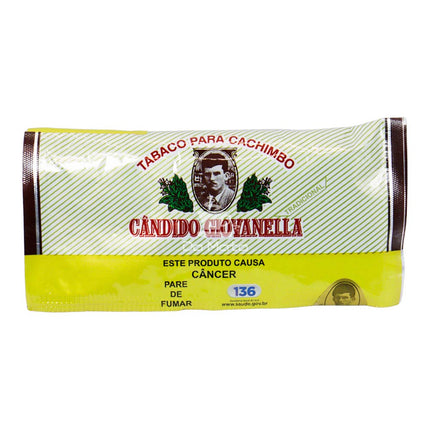 TABACO PARA CACHIMBO
TRADICIONAL
CÂNDIDO GIOVANELLA
ESTE PRODUTO CAUSA
CÂNCER
PARE
DE
FUMAR
136
www.saude.gov.br